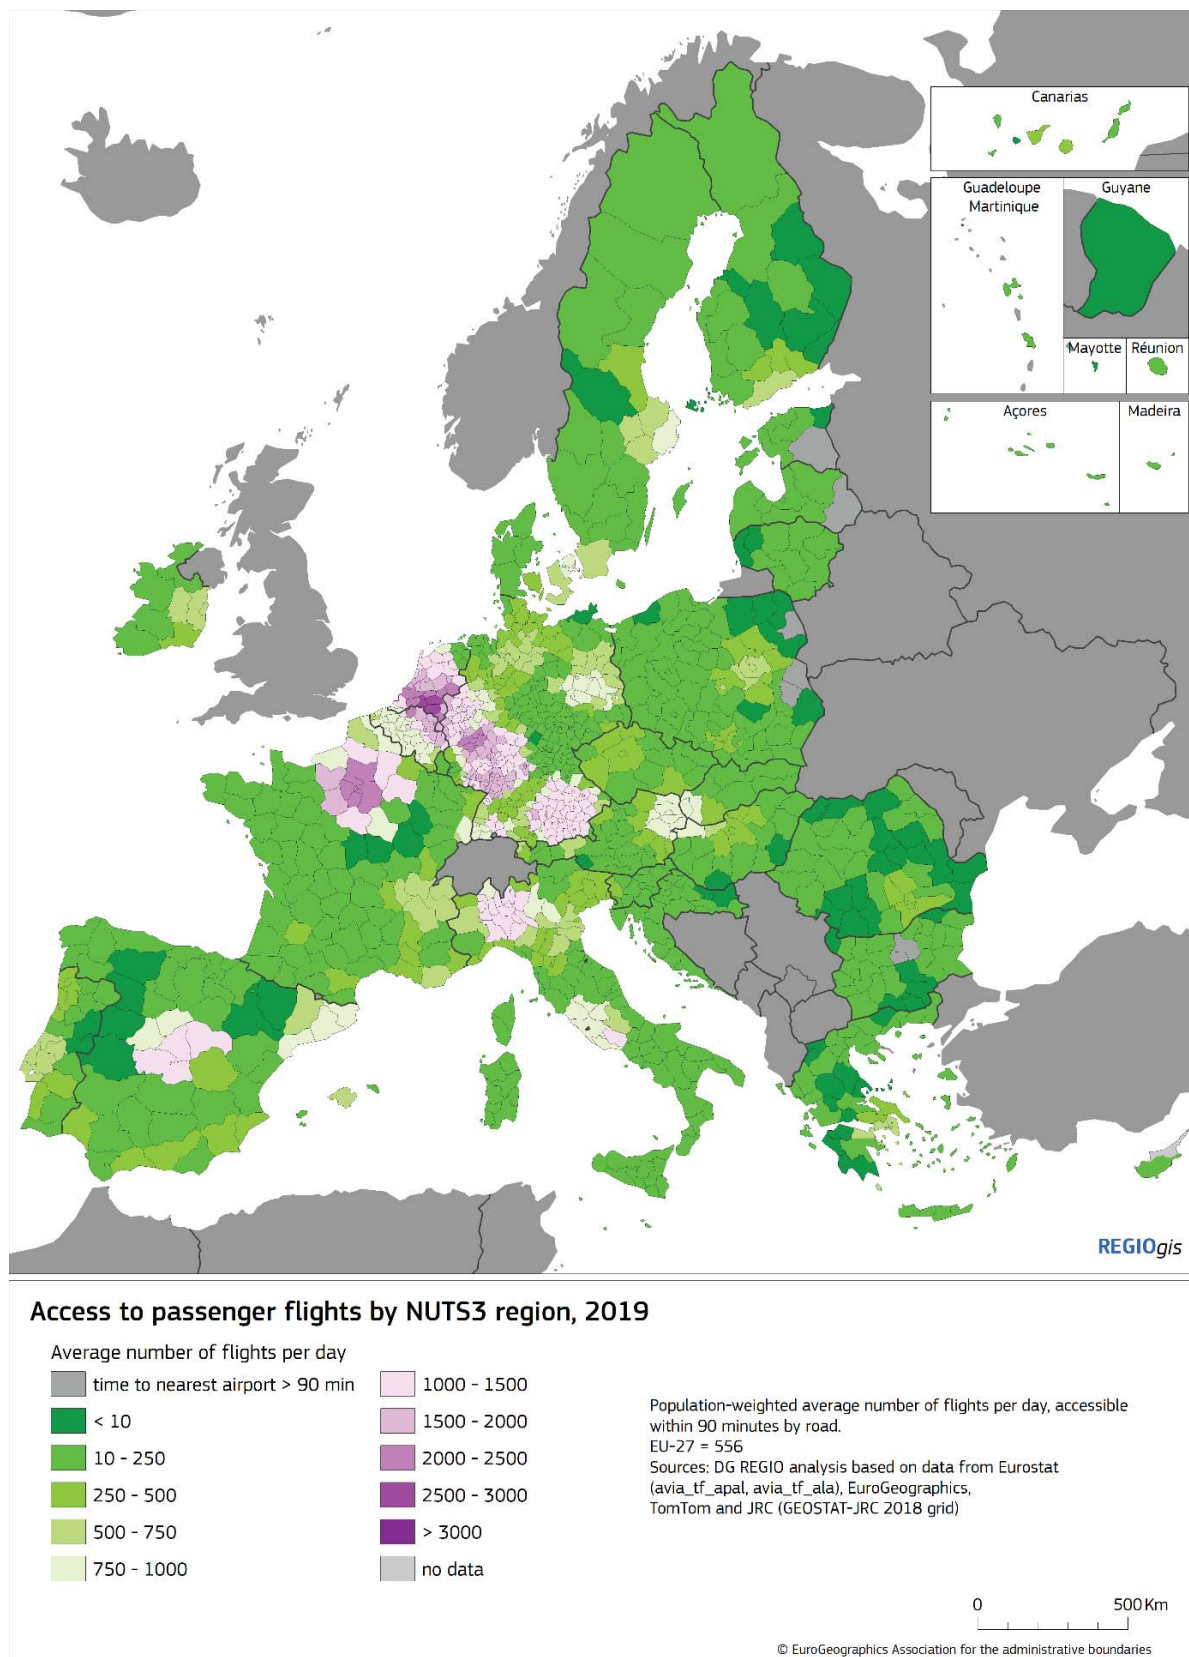 Canarias
Guadeloupe
Martinique
Guyane
Mayotte
Réunion
Açores
Madeira
REGIOgis
Access to passenger flights by NUTS3 region, 2019
Average number of flights per day
time to nearest airport > 90 min
< 10
10 - 250
250 - 500
500 - 750
750 - 1000
1000 - 1500
1500 - 2000
2000 - 2500
2500 - 3000
> 3000
no data
Population-weighted average number of flights per day, accessible
within 90 minutes by road.
EU-27 = 556
Sources: DG REGIO analysis based on data from Eurostat
(avia_tf_apal, avia_tf_ala), EuroGeographics,
TomTom and JRC (GEOSTAT-JRC 2018 grid)
0 500 Km
© EuroGeographics Association for the administrative boundaries